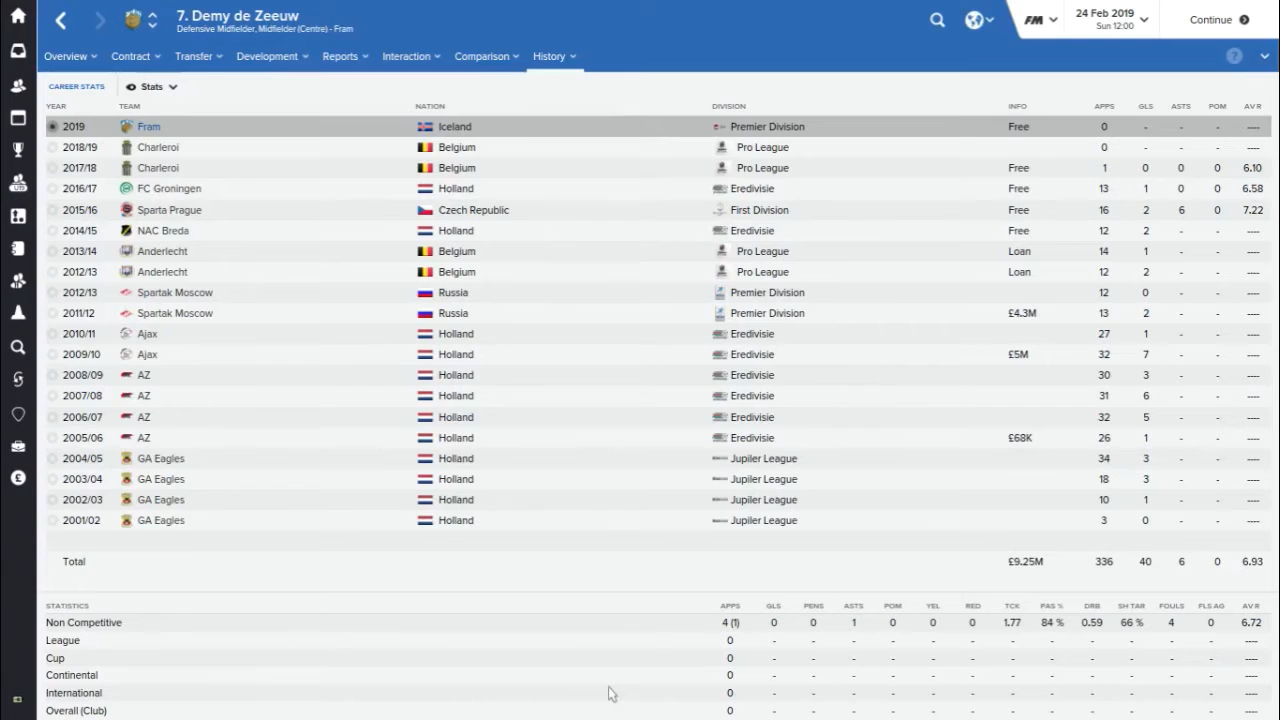 7. Demy de Zeeuw
Defensive Midfielder, Midfielder (Centre) - Fram
FM
24 Feb 2019
Sun 12:00
Continue
Overview Contract Transfer Development Reports Interaction Comparison History ?
CAREER STATS Stats
YEAR TEAM NATION DIVISION INFO APPS GLS ASTS POM AV R
2019 Fram Iceland Premier Division Free 0 - - - ----
2018/19 Charleroi Belgium Pro League 0 - - - ----
2017/18 Charleroi Belgium Pro League Free 1 0 0 0 6.10
2016/17 FC Groningen Holland Eredivisie Free 13 1 0 0 6.58
2015/16 Sparta Prague Czech Republic First Division Free 16 2 6 0 7.22
2014/15 NAC Breda Holland Eredivisie Free 12 2 - - ----
2013/14 Anderlecht Belgium Pro League Loan 14 1 - - ----
2012/13 Anderlecht Belgium Pro League Loan 12 2 - - ----
2012/13 Spartak Moscow Russia Premier Division 12 0 - - ----
2011/12 Spartak Moscow Russia Premier Division £4.3M 13 2 - - ----
2010/11 Ajax Holland Eredivisie 27 1 - - ----
2009/10 Ajax Holland Eredivisie £5M 32 7 - - ----
2008/09 AZ Holland Eredivisie 30 3 - - ----
2007/08 AZ Holland Eredivisie 31 6 - - ----
2006/07 AZ Holland Eredivisie 32 5 - - ----
2005/06 AZ Holland Eredivisie £68K 26 1 - - ----
2004/05 GA Eagles Holland Jupiler League 34 3 - - ----
2003/04 GA Eagles Holland Jupiler League 18 3 - - ----
2002/03 GA Eagles Holland Jupiler League 10 1 - - ----
2001/02 GA Eagles Holland Jupiler League 3 0 - - ----
Total £9.25M 336 40 6 0 6.93
STATISTICS APPS GLS PENS ASTS POM YEL RED TCK PAS % DRB SH TAR FOULS FLS AG AV R
Non Competitive 4 (1) 0 0 1 0 0 0 1.77 84 % 0.59 66 % 4 0 6.72
League 0 - - - - - - - - - - - - ----
Cup 0 - - - - - - - - - - - - ----
Continental 0 - - - - - - - - - - - - ----
International 0 - - - - - - - - - - - - ----
Overall (Club) 0 - - - - - - - - - - - - ----